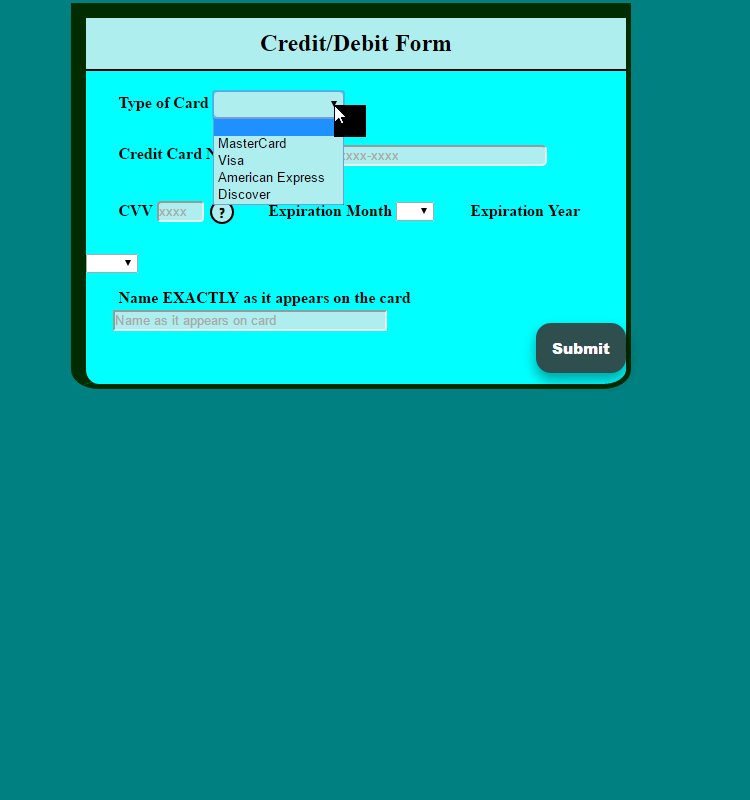 Credit/Debit Form
Type of Card
MasterCard
Visa
American Express
Discover
Credit Card
xxx-xxxx
CVV xxxx ? Expiration Month Expiration Year
Name EXACTLY as it appears on the card
Name as it appears on card
Submit